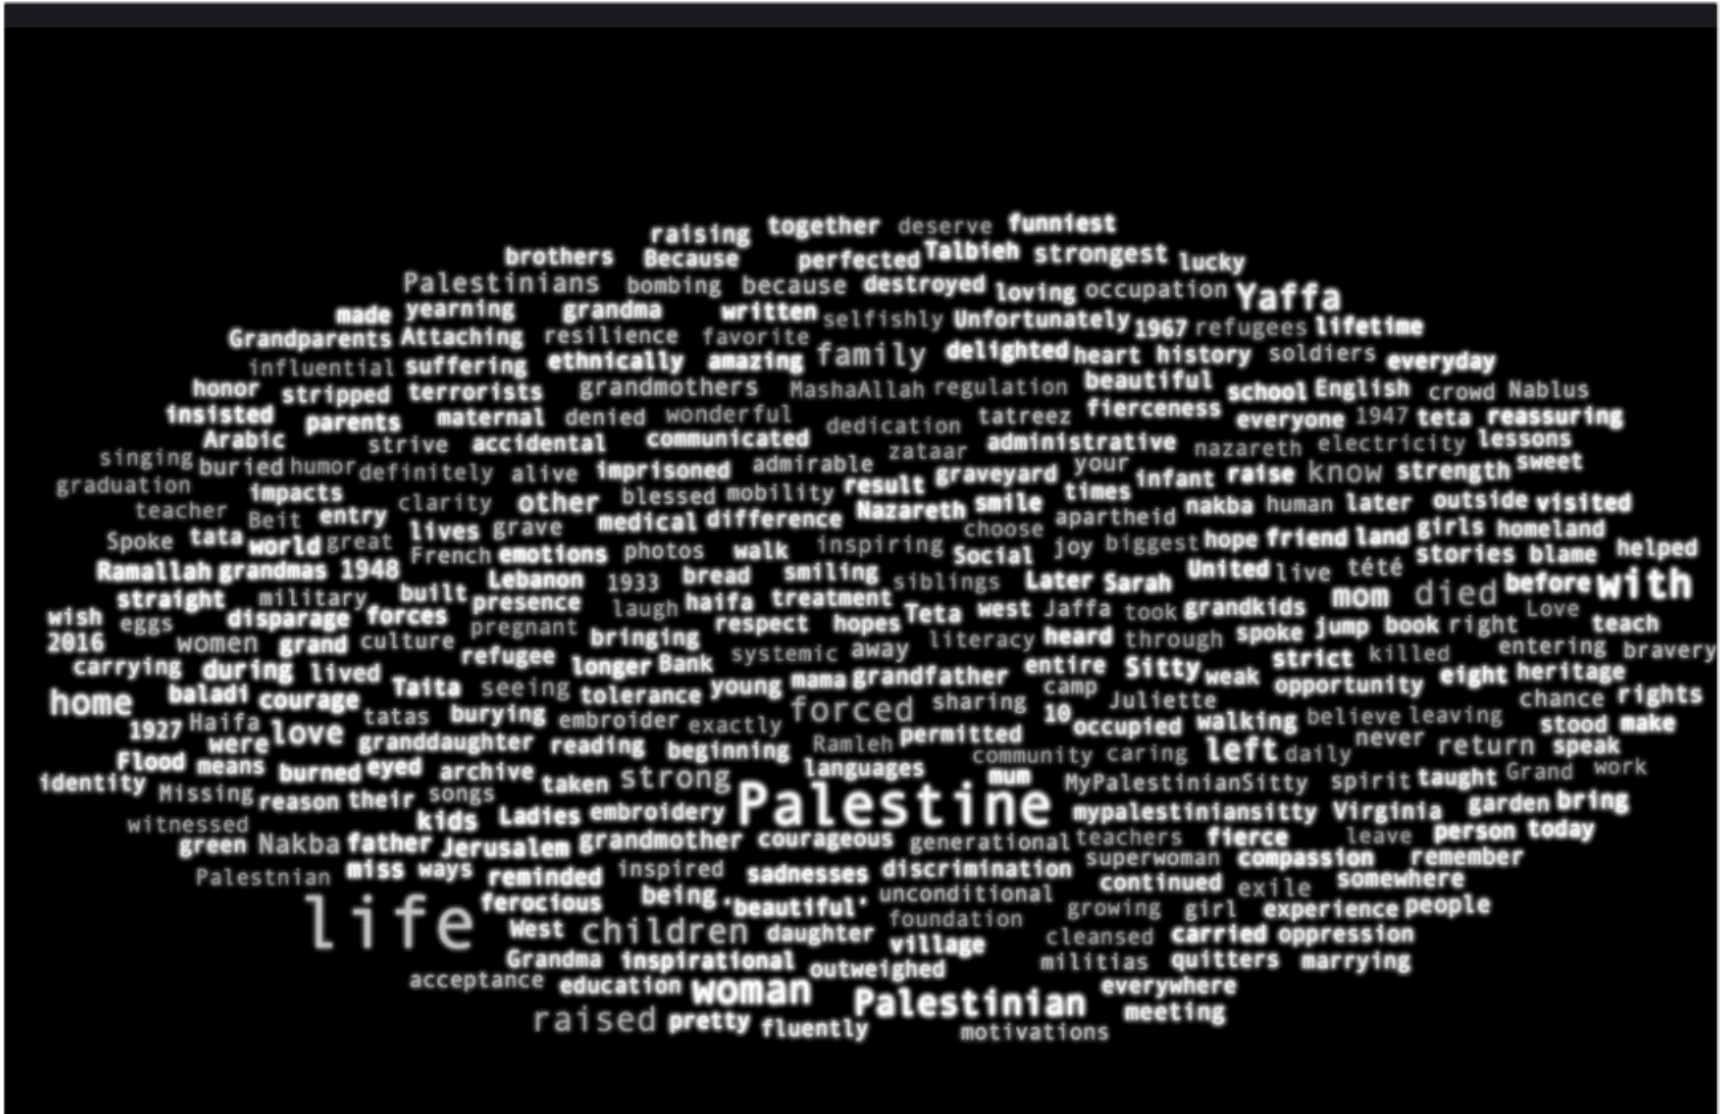 raising together deserve funniest
brothers Because perfected Talbieh strongest lucky
Palestinians bombing because destroyed loving occupation Yaffa
made yearning grandma written selfishly Unfortunately 1967 refugees lifetime
Grandparents Attaching resilience favorite family delighted heart history soldiers everyday
influential suffering ethnically amazing
honor stripped terrorists grandmothers MashaAllah regulation beautiful school English crowd Nablus
insisted parents maternal denied wonderful dedication tatreez fierceness everyone 1947 teta reassuring
Arabic strive accidental communicated zataar administrative nazareth electricity lessons
singing buried humor definitely alive imprisoned admirable graveyard your infant raise know strength sweet
graduation impacts clarity other blessed mobility result Nazareth smile times nakba human later outside visited
teacher Beit entry lives grave medical difference choose apartheid girls homeland
Spoke tata world great French emotions photos walk inspiring Social joy biggest hope friend land stories blame helped
Ramallah grandmas 1948 Lebanon 1933 bread smiling siblings Later Sarah United live tété mom died before with
straight military built presence laugh haifa treatment Teta west Jaffa took grandkids Love
wish eggs disparage forces pregnant respect hopes heard through spoke jump book right teach
2016 women grand culture refugee bringing systemic away literacy strict killed entering bravery
carrying during lived longer Bank mama grandfather entire Sitty weak opportunity eight heritage
home baladi courage Taita seeing tolerance young forced sharing camp Juliette chance rights
1927 Haifa love tatas burying embroider exactly 10 occupied walking believe leaving stood make
were granddaughter reading beginning Ramleh permitted community caring left daily never return speak
Flood means burned eyed archive taken strong languages mum MyPalestinianSitty spirit taught Grand work
identity Missing reason their songs Palestine
witnessed kids Ladies embroidery mypalestiniansitty Virginia garden bring
green Nakba father Jerusalem grandmother courageous generational teachers fierce leave person today
Palestnian miss ways reminded inspired sadnesses discrimination superwoman compassion remember
life ferocious being 'beautiful' unconditional continued exile somewhere
West children daughter foundation growing girl experience people
village cleansed carried oppression
Grandma inspirational outweighed militias quitters marrying
acceptance education woman Palestinian everywhere
raised pretty fluently motivations meeting